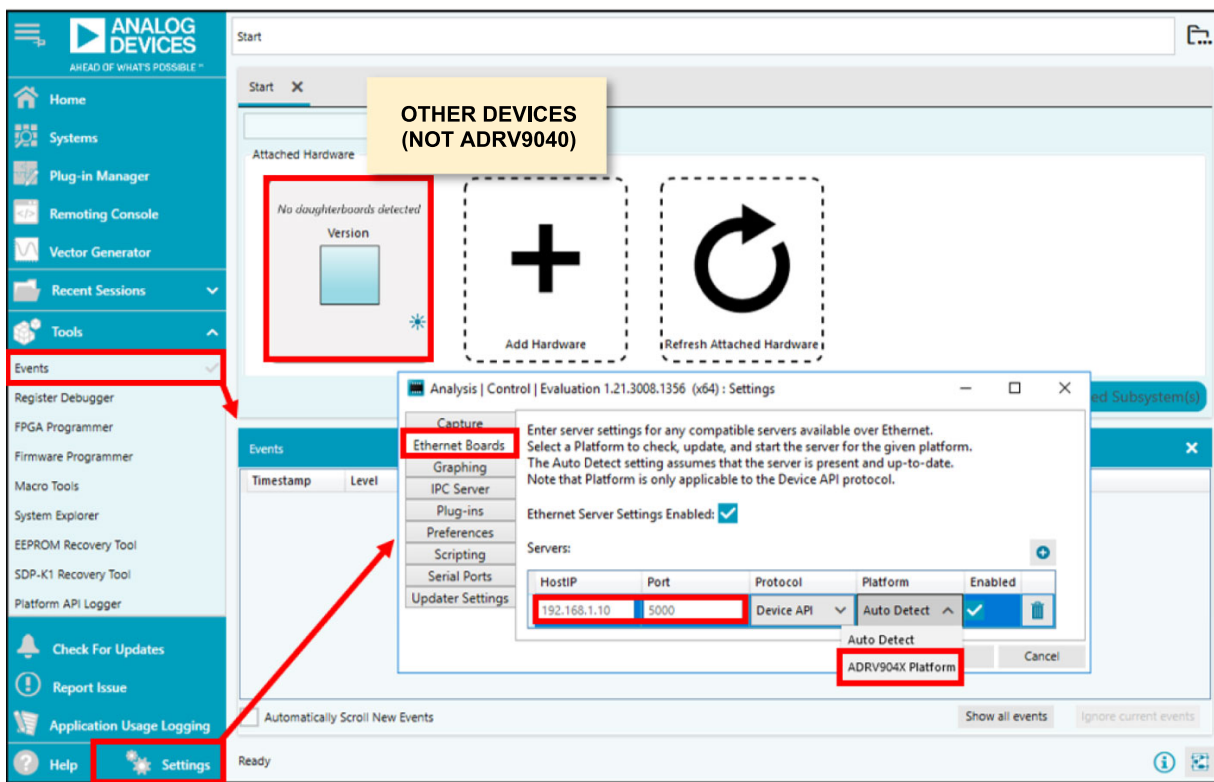 ANALOG
DEVICES
AHEAD OF WHAT'S POSSIBLE™
Home
Systems
Plug-in Manager
Remoting Console
Vector Generator
Recent Sessions
Tools
Events
Register Debugger
FPGA Programmer
Firmware Programmer
Macro Tools
System Explorer
EEPROM Recovery Tool
SDP-K1 Recovery Tool
Platform API Logger
Check For Updates
Report Issue
Application Usage Logging
Help
Settings
Start
Start
OTHER DEVICES
(NOT ADRV9040)
Attached Hardware
No daughterboards detected
Version
Add Hardware
Refresh Attached Hardware
ed Subsystem(s)
Events
Timestamp Level
Analysis | Control | Evaluation 1.21.3008.1356 (x64) : Settings
Capture
Ethernet Boards
Graphing
IPC Server
Plug-ins
Preferences
Scripting
Serial Ports
Updater Settings
Enter server settings for any compatible servers available over Ethernet.
Select a Platform to check, update, and start the server for the given platform.
The Auto Detect setting assumes that the server is present and up-to-date.
Note that Platform is only applicable to the Device API protocol.
Ethernet Server Settings Enabled:
Servers:
HostIP Port Protocol Platform Enabled
192.168.1.10 5000 Device API Auto Detect
Auto Detect
ADRV904X Platform
Cancel
Automatically Scroll New Events
Show all events
Ignore current events
Ready